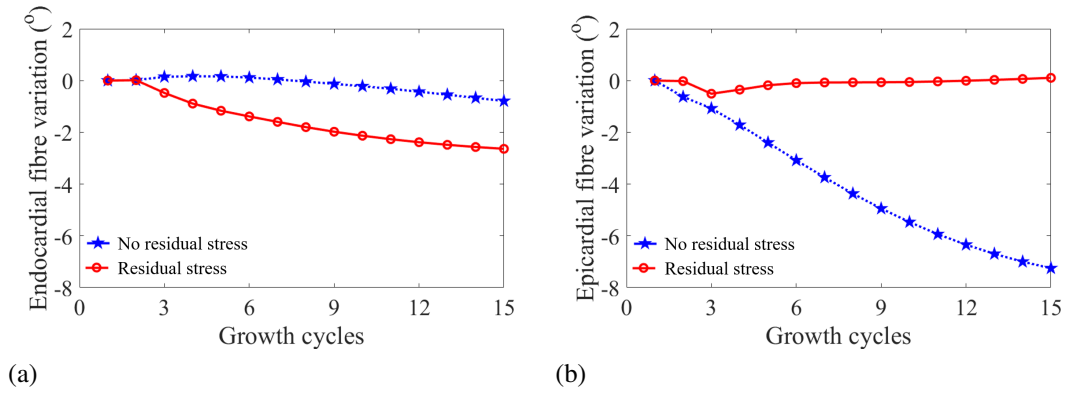 Endocardial fibre variation (°)
2
0
-2
-4
-6
-8
No residual stress
Residual stress
0 3 6 9 12 15
Growth cycles
(a)
Epicardial fibre variation (°)
2
0
-2
-4
-6
-8
No residual stress
Residual stress
0 3 6 9 12 15
Growth cycles
(b)